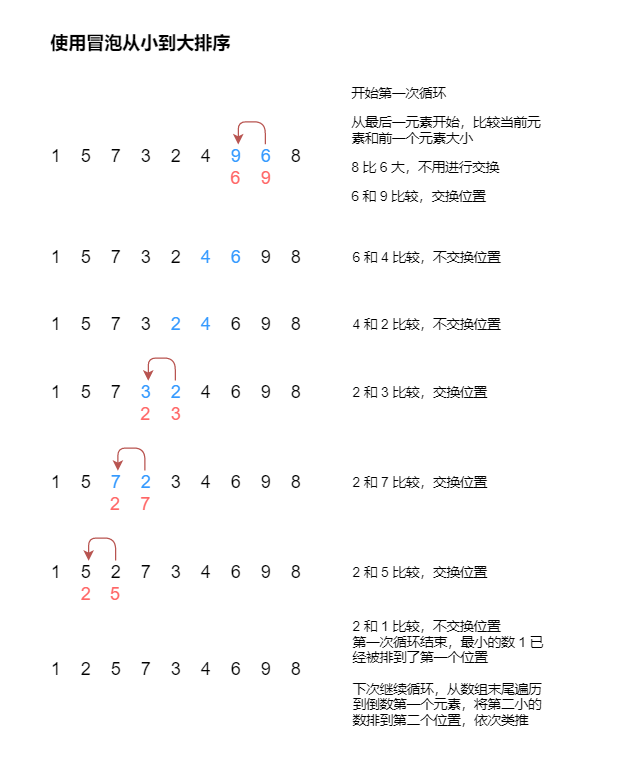 使用冒泡从小到大排序
开始第一次循环
从最后一元素开始，比较当前元
素和前一个元素大小
8 比 6 大，不用进行交换
1 5 7 3 2 4 9 6 8
6 9
6 和 9 比较，交换位置
1 5 7 3 2 4 6 9 8
6 和 4 比较，不交换位置
1 5 7 3 2 4 6 9 8
4 和 2 比较，不交换位置
1 5 7 3 2 4 6 9 8
2 3
2 和 3 比较，交换位置
1 5 7 2 3 4 6 9 8
2 7
2 和 7 比较，交换位置
1 5 2 7 3 4 6 9 8
2 5
2 和 5 比较，交换位置
1 2 5 7 3 4 6 9 8
2 和 1 比较，不交换位置
第一次循环结束，最小的数 1 已
经被排到了第一个位置
下次继续循环，从数组末尾遍历
到倒数第一个元素，将第二小的
数排到第二个位置，依次类推